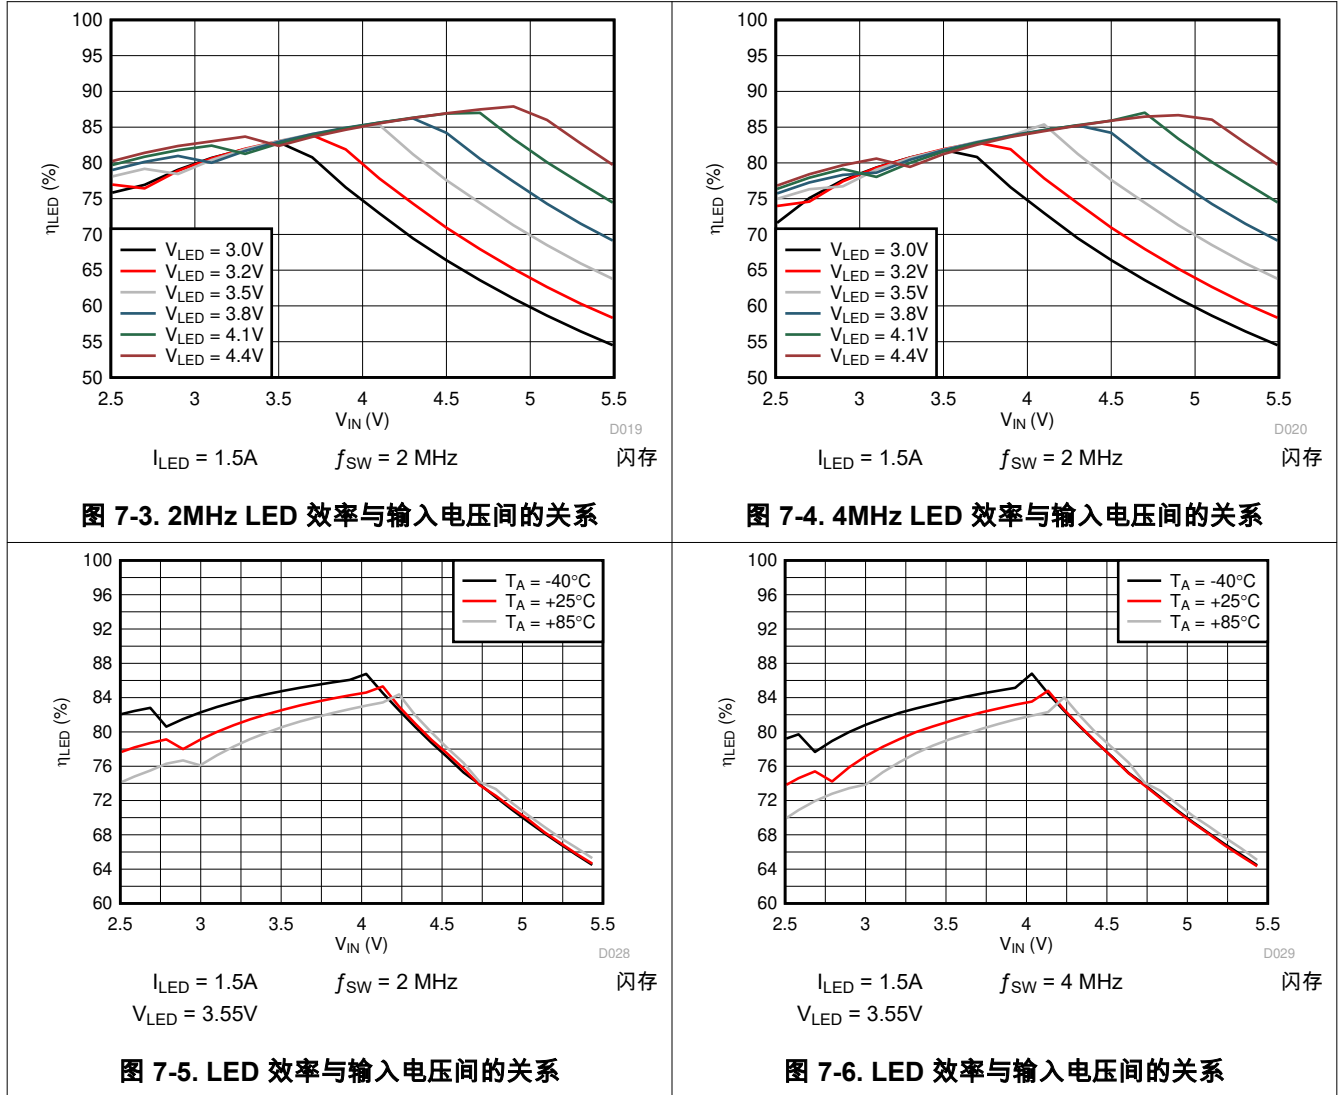 100
95
90
85
80
75
70
65
60
55
50
ηLED (%)
VLED = 3.0V
VLED = 3.2V
VLED = 3.5V
VLED = 3.8V
VLED = 4.1V
VLED = 4.4V
2.5 3 3.5 4 4.5 5 5.5
VIN (V)
D019
ILED = 1.5A ƒSW = 2 MHz 闪存
图 7-3. 2MHz LED 效率与输入电压间的关系
100
95
90
85
80
75
70
65
60
55
50
ηLED (%)
VLED = 3.0V
VLED = 3.2V
VLED = 3.5V
VLED = 3.8V
VLED = 4.1V
VLED = 4.4V
2.5 3 3.5 4 4.5 5 5.5
VIN (V)
D020
ILED = 1.5A ƒSW = 2 MHz 闪存
图 7-4. 4MHz LED 效率与输入电压间的关系
100
96
92
88
84
80
76
72
68
64
60
ηLED (%)
TA = -40°C
TA = +25°C
TA = +85°C
2.5 3 3.5 4 4.5 5 5.5
VIN (V)
D028
ILED = 1.5A ƒSW = 2 MHz 闪存
VLED = 3.55V
图 7-5. LED 效率与输入电压间的关系
100
96
92
88
84
80
76
72
68
64
60
ηLED (%)
TA = -40°C
TA = +25°C
TA = +85°C
2.5 3 3.5 4 4.5 5 5.5
VIN (V)
D029
ILED = 1.5A ƒSW = 4 MHz 闪存
VLED = 3.55V
图 7-6. LED 效率与输入电压间的关系